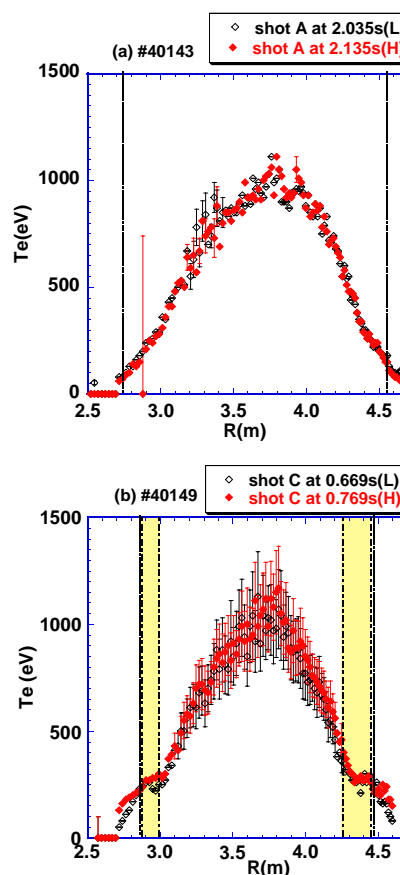 shot A at 2.035s(L
shot A at 2.135s(H)
(a) #40143
1500
1000
500
0
Te(eV)
2.5 3.0 3.5 4.0 4.5
R(m)
shot C at 0.669s(L)
shot C at 0.769s(H)
(b) #40149
1500
1000
500
0
Te (eV)
2.5 3.0 3.5 4.0 4.5
R(m)